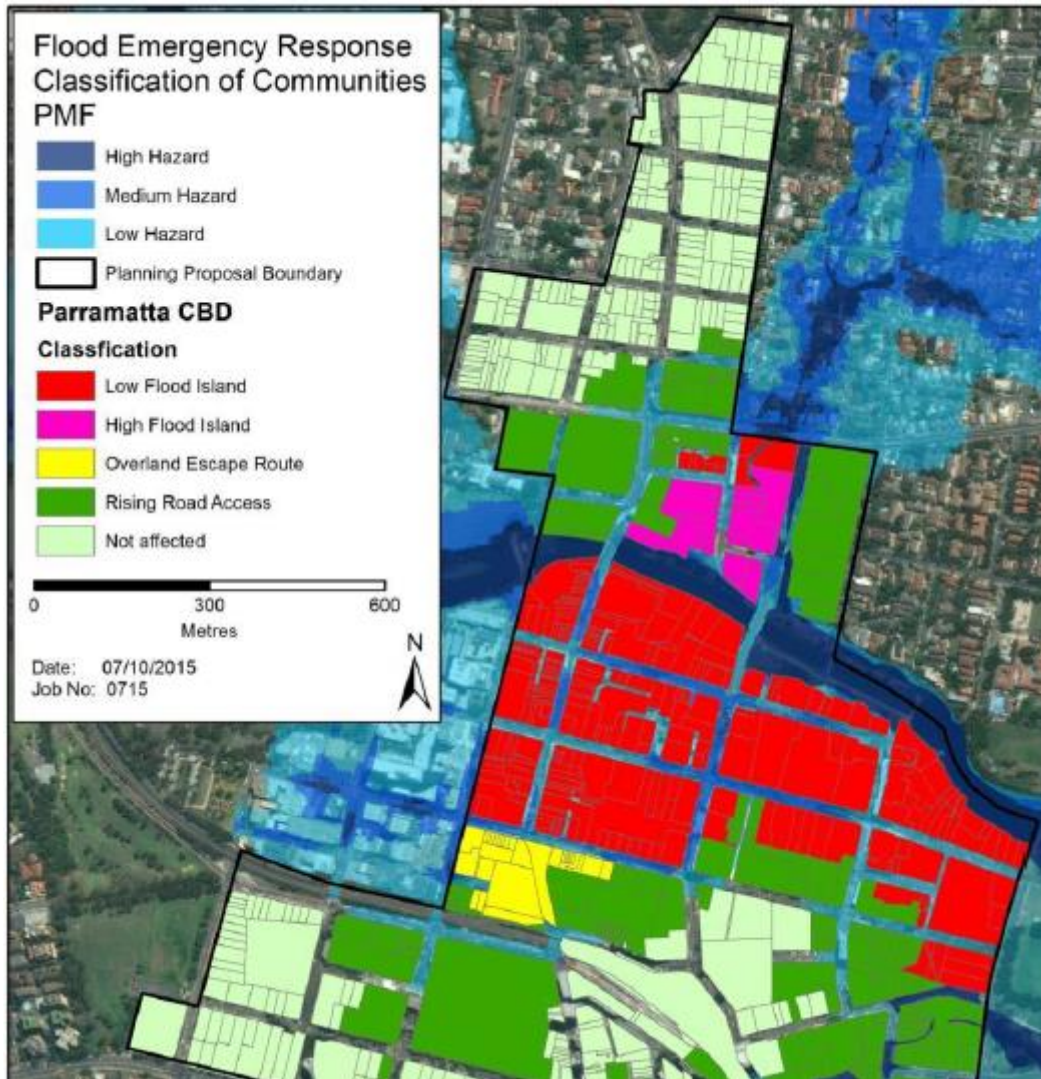 Flood Emergency Response
Classification of Communities
PMF
High Hazard
Medium Hazard
Low Hazard
Planning Proposal Boundary
Parramatta CBD
Classfication
Low Flood Island
High Flood Island
Overland Escape Route
Rising Road Access
Not affected
0 300 600
Metres
N
Date: 07/10/2015
Job No: 0715